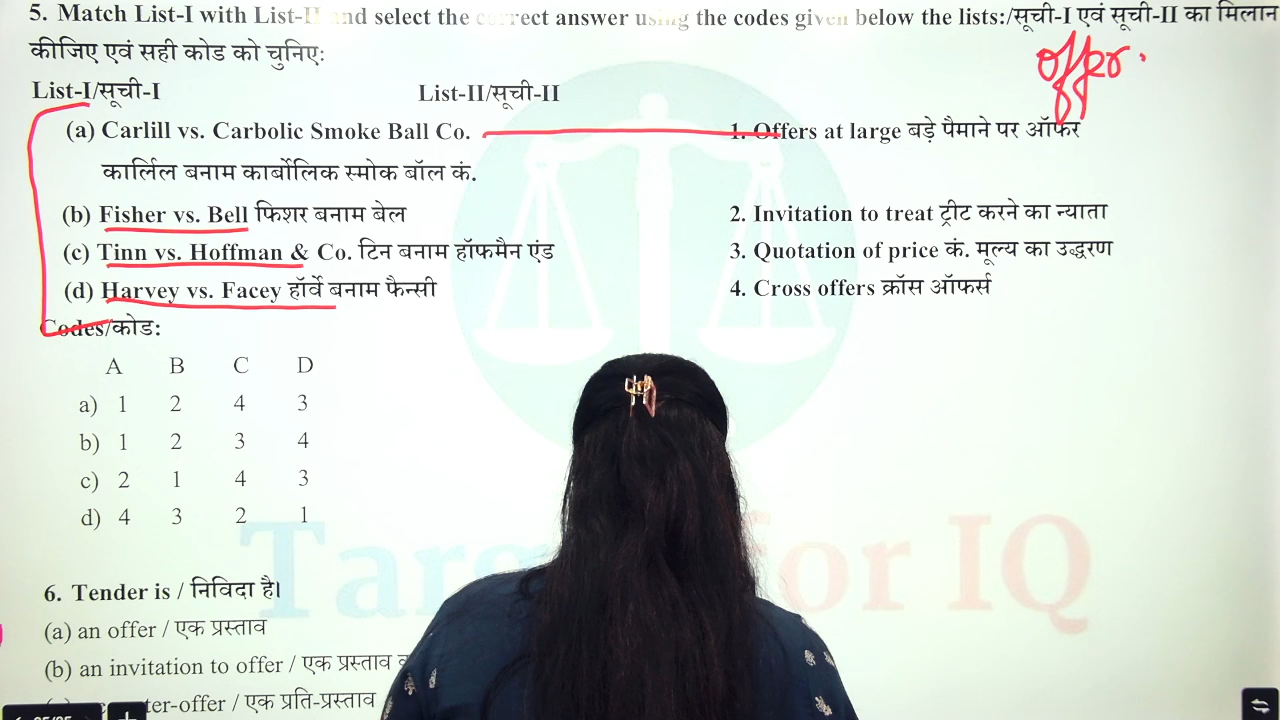 5. Match List-I with List-II and select the correct answer using the codes given below the lists:/सूची-I एवं सूची-II का मिलान
कीजिए एवं सही कोड को चुनिए:
offer.
List-I/सूची-I List-II/सूची-II
(a) Carlill vs. Carbolic Smoke Ball Co. 1. Offers at large बड़े पैमाने पर ऑफर
कार्लिल बनाम कार्बोलिक स्मोक बॉल कं.
(b) Fisher vs. Bell फिशर बनाम बेल 2. Invitation to treat ट्रीट करने का न्याता
(c) Tinn vs. Hoffman & Co. टिन बनाम हॉफमैन एंड 3. Quotation of price कं. मूल्य का उद्धरण
(d) Harvey vs. Facey हॉर्वे बनाम फैन्सी 4. Cross offers क्रॉस ऑफर्स
Codes/कोड:
A B C D
a) 1 2 4 3
b) 1 2 3 4
c) 2 1 4 3
d) 4 3 2 1
for IQ
6. Tender is / निविदा है।
(a) an offer / एक प्रस्ताव
(b) an invitation to offer / एक प्रस्ताव
ter-offer / एक प्रति-प्रस्ताव